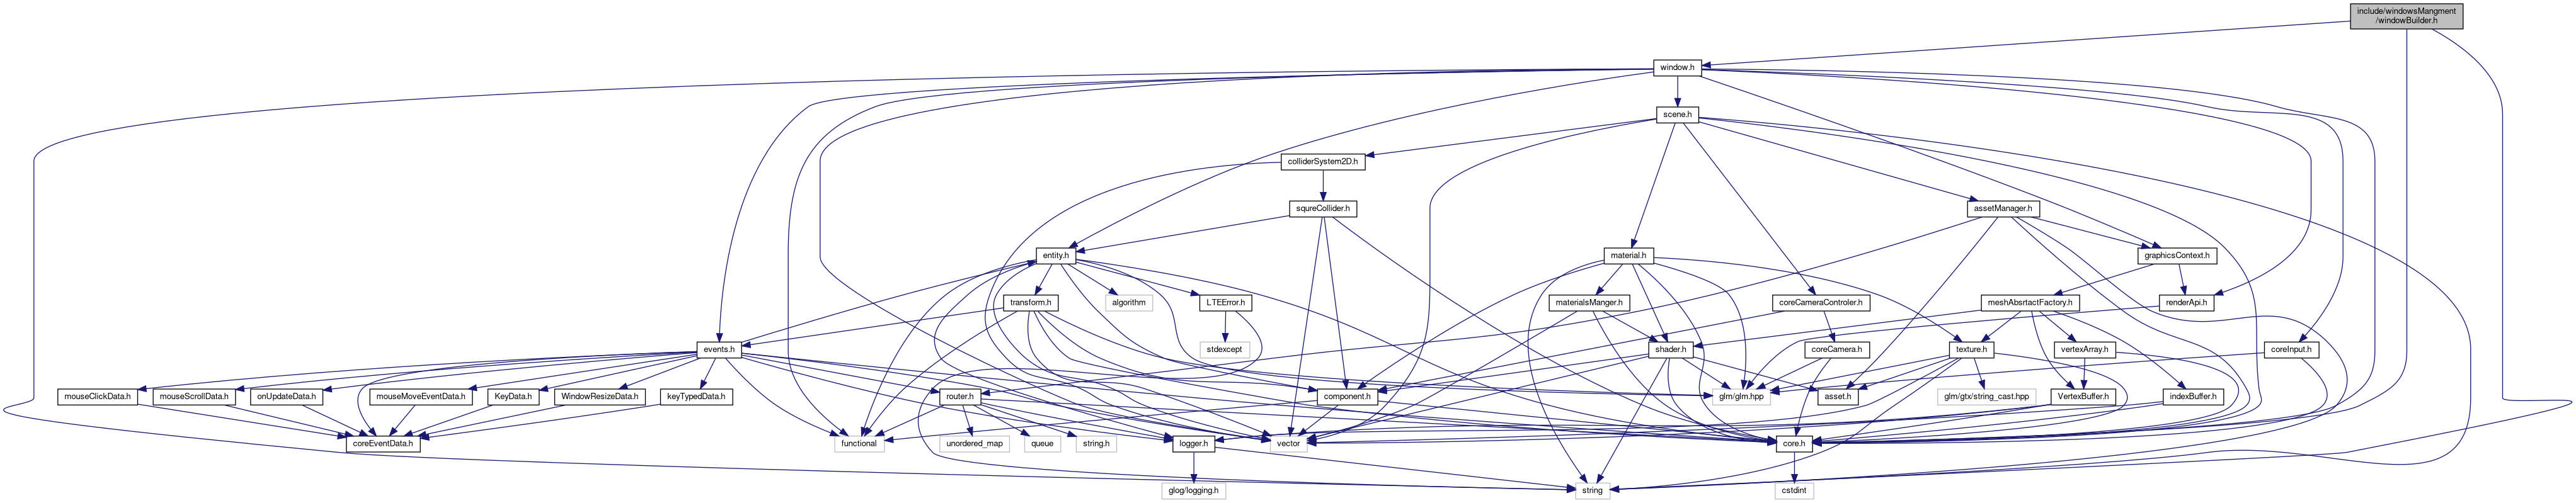 include/windowsMangment
/windowBuilder.h
window.h
scene.h
colliderSystem2D.h
squreCollider.h
assetManager.h
entity.h
material.h
graphicsContext.h
transform.h
algorithm
LTEError.h
materialsManger.h
coreCameraControler.h
meshAbsrtactFactory.h
renderApi.h
events.h
stdexcept
shader.h
coreCamera.h
texture.h
vertexArray.h
coreInput.h
mouseClickData.h
mouseScrollData.h
onUpdateData.h
mouseMoveEventData.h
KeyData.h
WindowResizeData.h
keyTypedData.h
router.h
component.h
glm/glm.hpp
asset.h
glm/gtx/string_cast.hpp
VertexBuffer.h
indexBuffer.h
coreEventData.h
functional
unordered_map
queue
string.h
logger.h
vector
core.h
glog/logging.h
string
cstdint